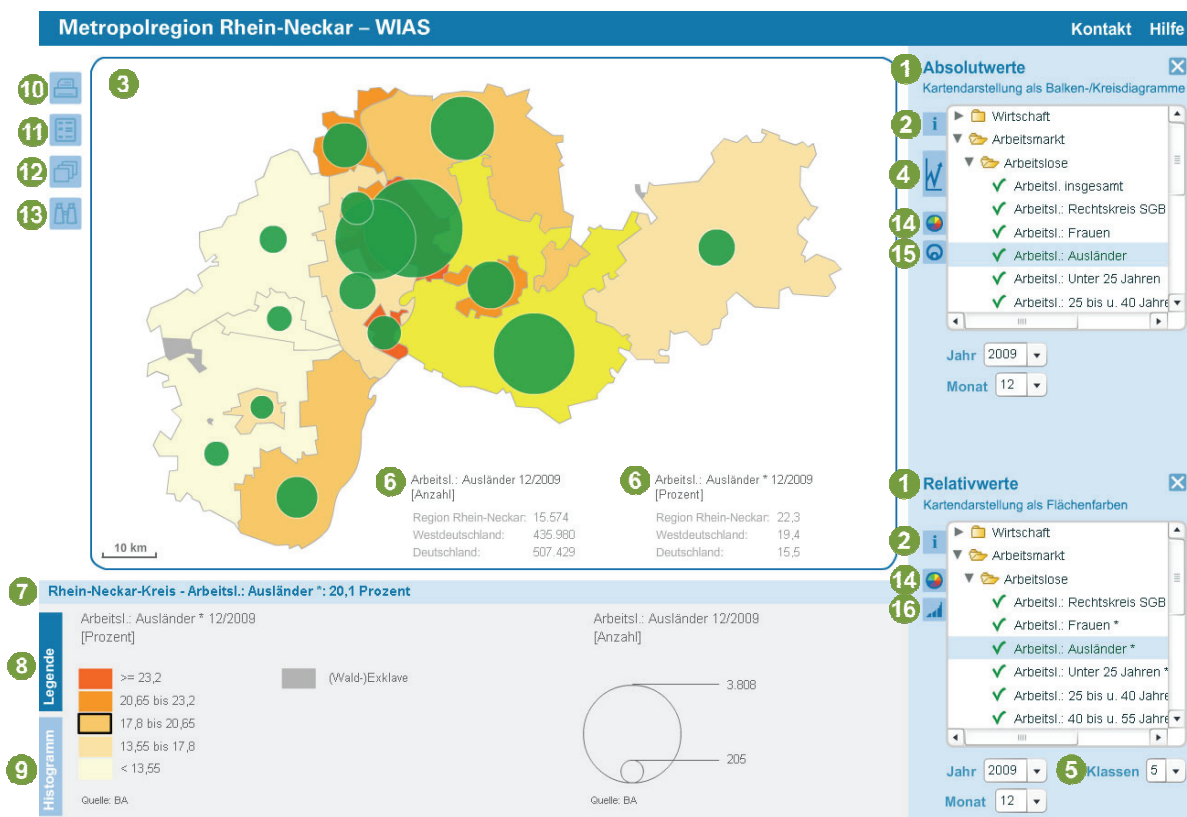 Metropolregion Rhein-Neckar – WIAS
Kontakt Hilfe
10
11
12
13
3
10 km
6 Arbeitsl.: Ausländer 12/2009
[Anzahl]
Region Rhein-Neckar: 15.574
Westdeutschland: 435.980
Deutschland: 507.429
6 Arbeitsl.: Ausländer * 12/2009
[Prozent]
Region Rhein-Neckar: 22,3
Westdeutschland: 19,4
Deutschland: 15,5
1 Absolutwerte
Kartendarstellung als Balken-/Kreisdiagramme
2 i
4
14
15
Wirtschaft
Arbeitsmarkt
Arbeitslose
Arbeitsl. insgesamt
Arbeitsl.: Rechtskreis SGB
Arbeitsl.: Frauen
Arbeitsl.: Ausländer
Arbeitsl.: Unter 25 Jahren
Arbeitsl.: 25 bis u. 40 Jahre
Jahr 2009
Monat 12
1 Relativwerte
Kartendarstellung als Flächenfarben
2 i
14
16
Wirtschaft
Arbeitsmarkt
Arbeitslose
Arbeitsl.: Rechtskreis SGB
Arbeitsl.: Frauen *
Arbeitsl.: Ausländer *
Arbeitsl.: Unter 25 Jahren *
Arbeitsl.: 25 bis u. 40 Jahre
Arbeitsl.: 40 bis u. 55 Jahre
Jahr 2009 5 Klassen 5
Monat 12
7 Rhein-Neckar-Kreis - Arbeitsl.: Ausländer *: 20,1 Prozent
8 Legende
9 Histogramm
Arbeitsl.: Ausländer * 12/2009
[Prozent]
>= 23,2
20,65 bis 23,2
17,8 bis 20,65
13,55 bis 17,8
< 13,55
Quelle: BA
(Wald-)Exklave
Arbeitsl.: Ausländer 12/2009
[Anzahl]
3.808
205
Quelle: BA